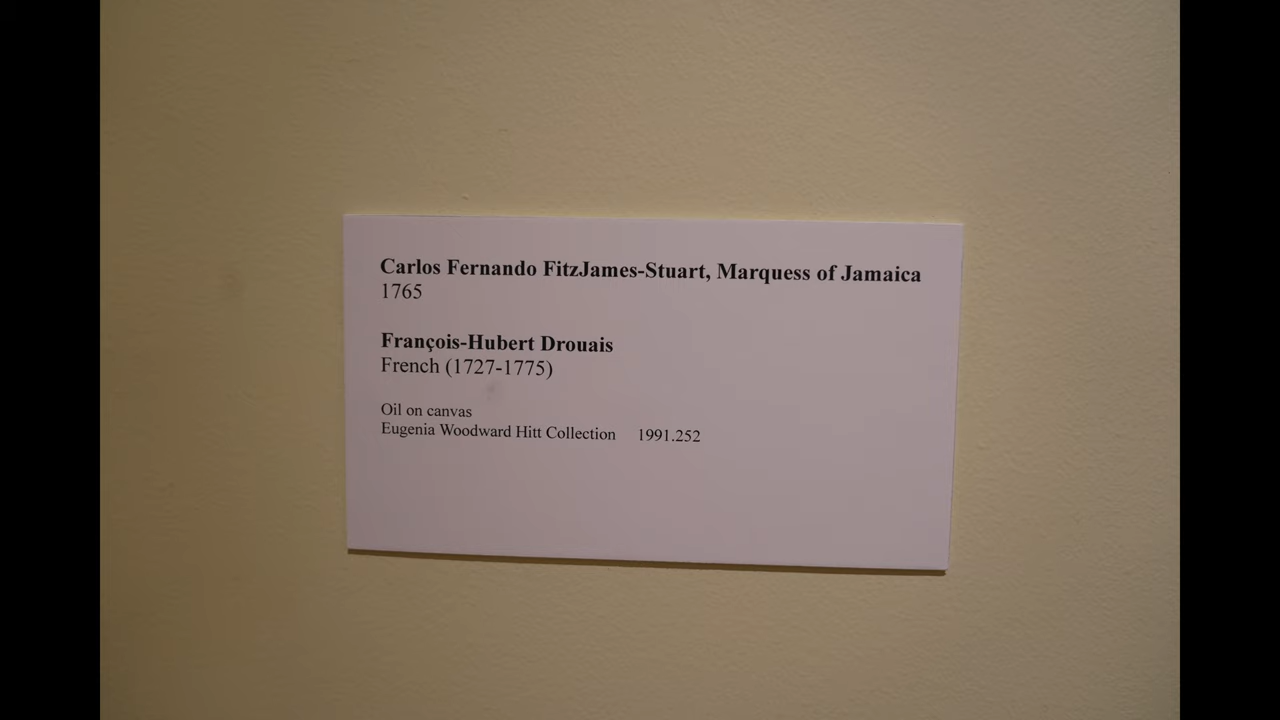 Carlos Fernando FitzJames-Stuart, Marquess of Jamaica
1765
François-Hubert Drouais
French (1727-1775)
Oil on canvas
Eugenia Woodward Hitt Collection 1991.252